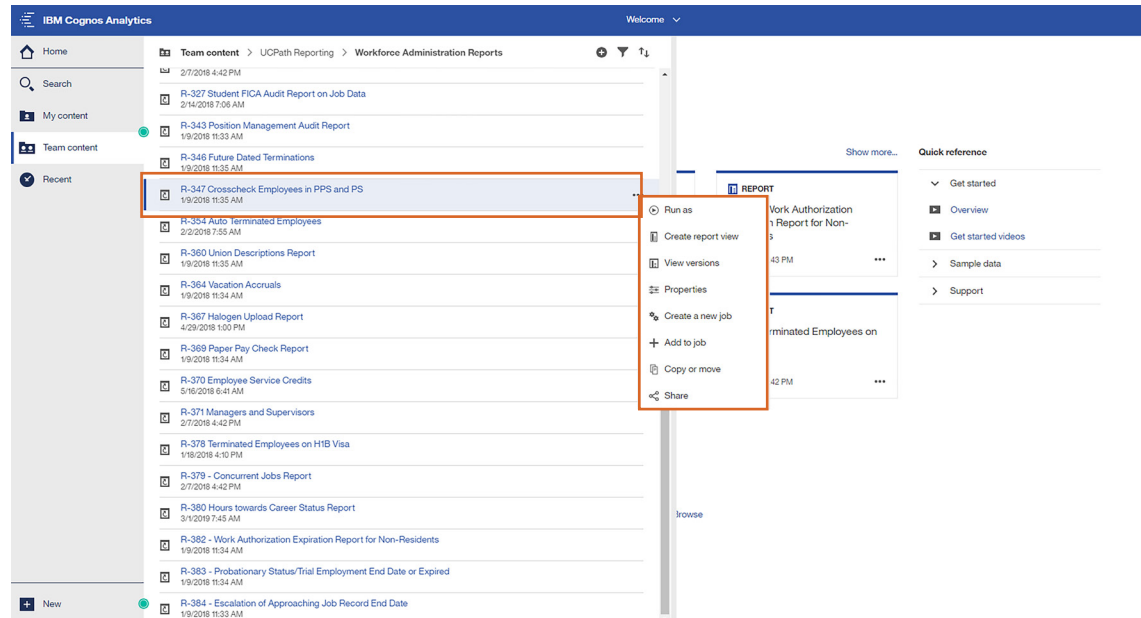 IBM Cognos Analytics
Welcome
Home
Search
My content
Team content
Recent
New
Team content > UCPath Reporting > Workforce Administration Reports
2/7/2018 4:42 PM
R-327 Student FICA Audit Report on Job Data
2/14/2018 7:06 AM
R-343 Position Management Audit Report
1/9/2018 11:33 AM
R-346 Future Dated Terminations
1/9/2018 11:35 AM
R-347 Crosscheck Employees in PPS and PS
1/9/2018 11:35 AM
R-354 Auto Terminated Employees
2/2/2018 7:55 AM
R-360 Union Descriptions Report
1/9/2018 11:35 AM
R-364 Vacation Accruals
1/9/2018 11:34 AM
R-367 Halogen Upload Report
4/29/2018 1:00 PM
R-369 Paper Pay Check Report
1/9/2018 11:34 AM
R-370 Employee Service Credits
5/16/2018 6:41 AM
R-371 Managers and Supervisors
2/7/2018 4:42 PM
R-378 Terminated Employees on H1B Visa
1/18/2018 4:10 PM
R-379 - Concurrent Jobs Report
2/7/2018 4:42 PM
R-380 Hours towards Career Status Report
3/1/2019 7:45 AM
R-382 - Work Authorization Expiration Report for Non-Residents
1/9/2018 11:34 AM
R-383 - Probationary Status/Trial Employment End Date or Expired
1/9/2018 11:34 AM
R-384 - Escalation of Approaching Job Record End Date
1/9/2018 11:33 AM
Run as
Create report view
View versions
Properties
Create a new job
Add to job
Copy or move
Share
Show more...
REPORT
Work Authorization
Report for Non-
43 PM
rminated Employees on
42 PM
Browse
Quick reference
Get started
Overview
Get started videos
Sample data
Support